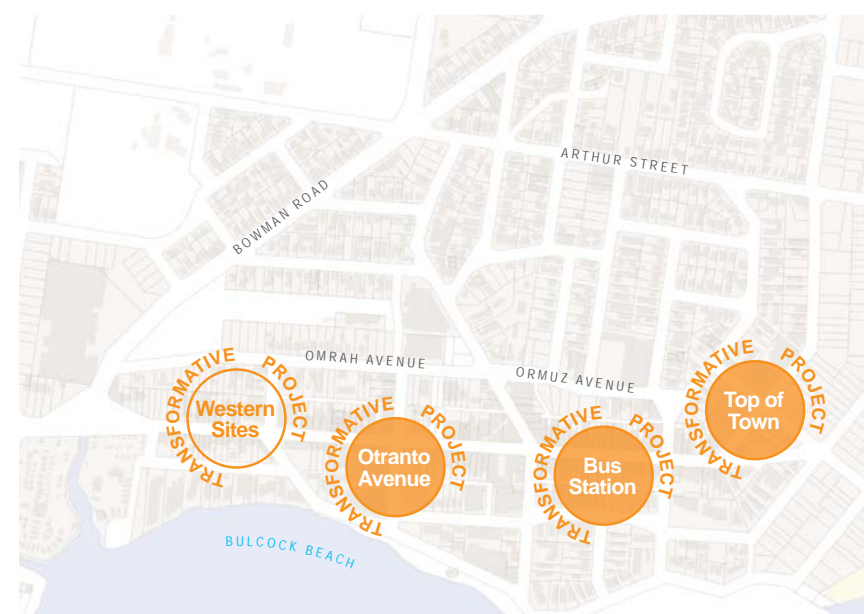 ARTHUR STREET
BOWMAN ROAD
OMRAH AVENUE
ORMUZ AVENUE
TRANSFORMATIVE PROJECT
Western
Sites
TRANSFORMATIVE PROJECT
Otranto
Avenue
TRANSFORMATIVE PROJECT
Bus
Station
TRANSFORMATIVE PROJECT
Top of
Town
BULCOCK BEACH